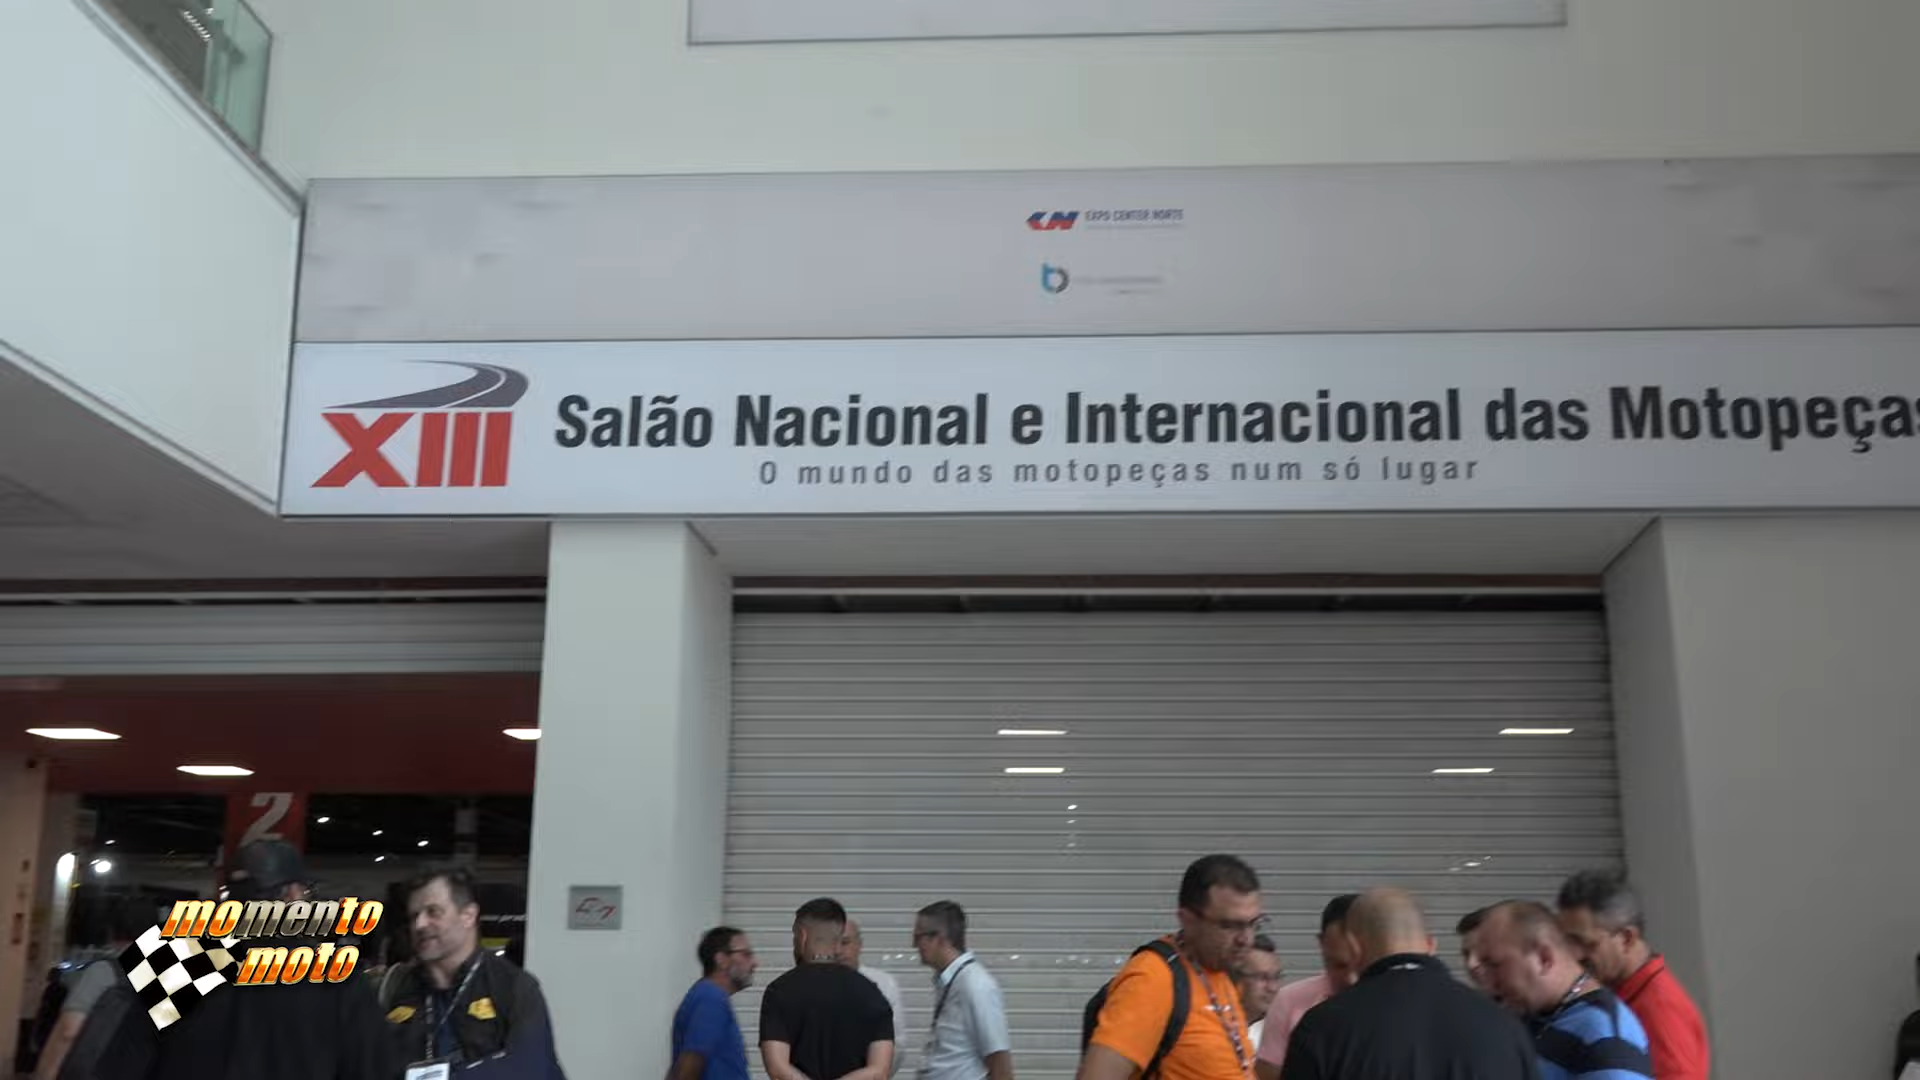 EXPO CENTER NORTE
XIII
Salão Nacional e Internacional das Motopeças
O mundo das motopeças num só lugar
2
momento
moto